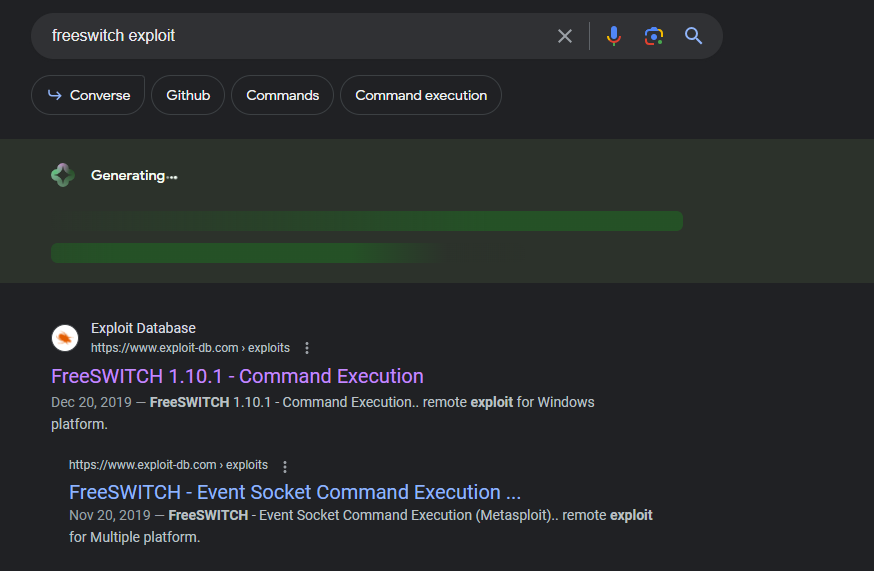 freeswitch exploit
Converse
Github
Commands
Command execution
Generating...
Exploit Database
https://www.exploit-db.com › exploits
FreeSWITCH 1.10.1 - Command Execution
Dec 20, 2019 — FreeSWITCH 1.10.1 - Command Execution.. remote exploit for Windows
platform.
https://www.exploit-db.com › exploits
FreeSWITCH - Event Socket Command Execution ...
Nov 20, 2019 — FreeSWITCH - Event Socket Command Execution (Metasploit).. remote exploit
for Multiple platform.